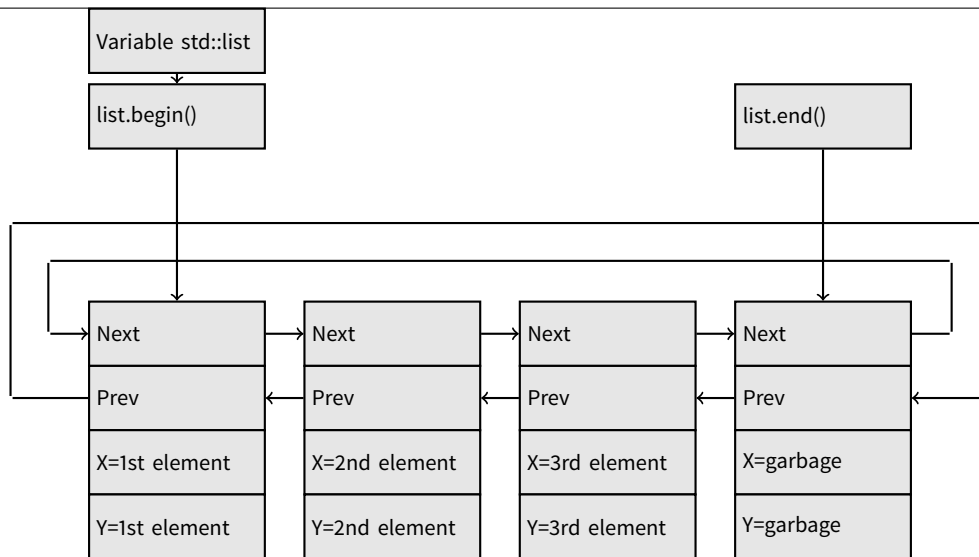 Variable std::list
list.begin()
list.end()
Next
Next
Next
Next
Prev
Prev
Prev
Prev
X=1st element
X=2nd element
X=3rd element
X=garbage
Y=1st element
Y=2nd element
Y=3rd element
Y=garbage